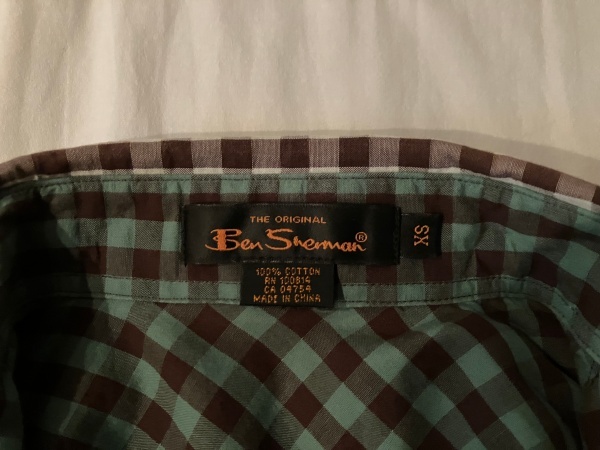 THE ORIGINAL
Ben Sherman®
XS
100% COTTON
RN 100814
CA 04754
MADE IN CHINA